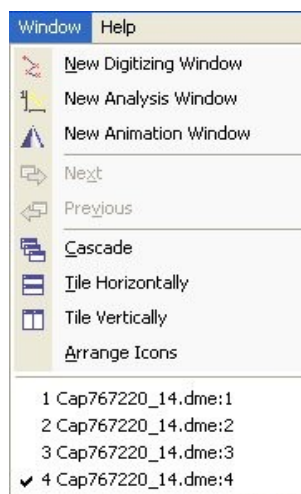 Window Help
New Digitizing Window
New Analysis Window
New Animation Window
Next
Previous
Cascade
Tile Horizontally
Tile Vertically
Arrange Icons
1 Cap767220_14.dme:1
2 Cap767220_14.dme:2
3 Cap767220_14.dme:3
4 Cap767220_14.dme:4